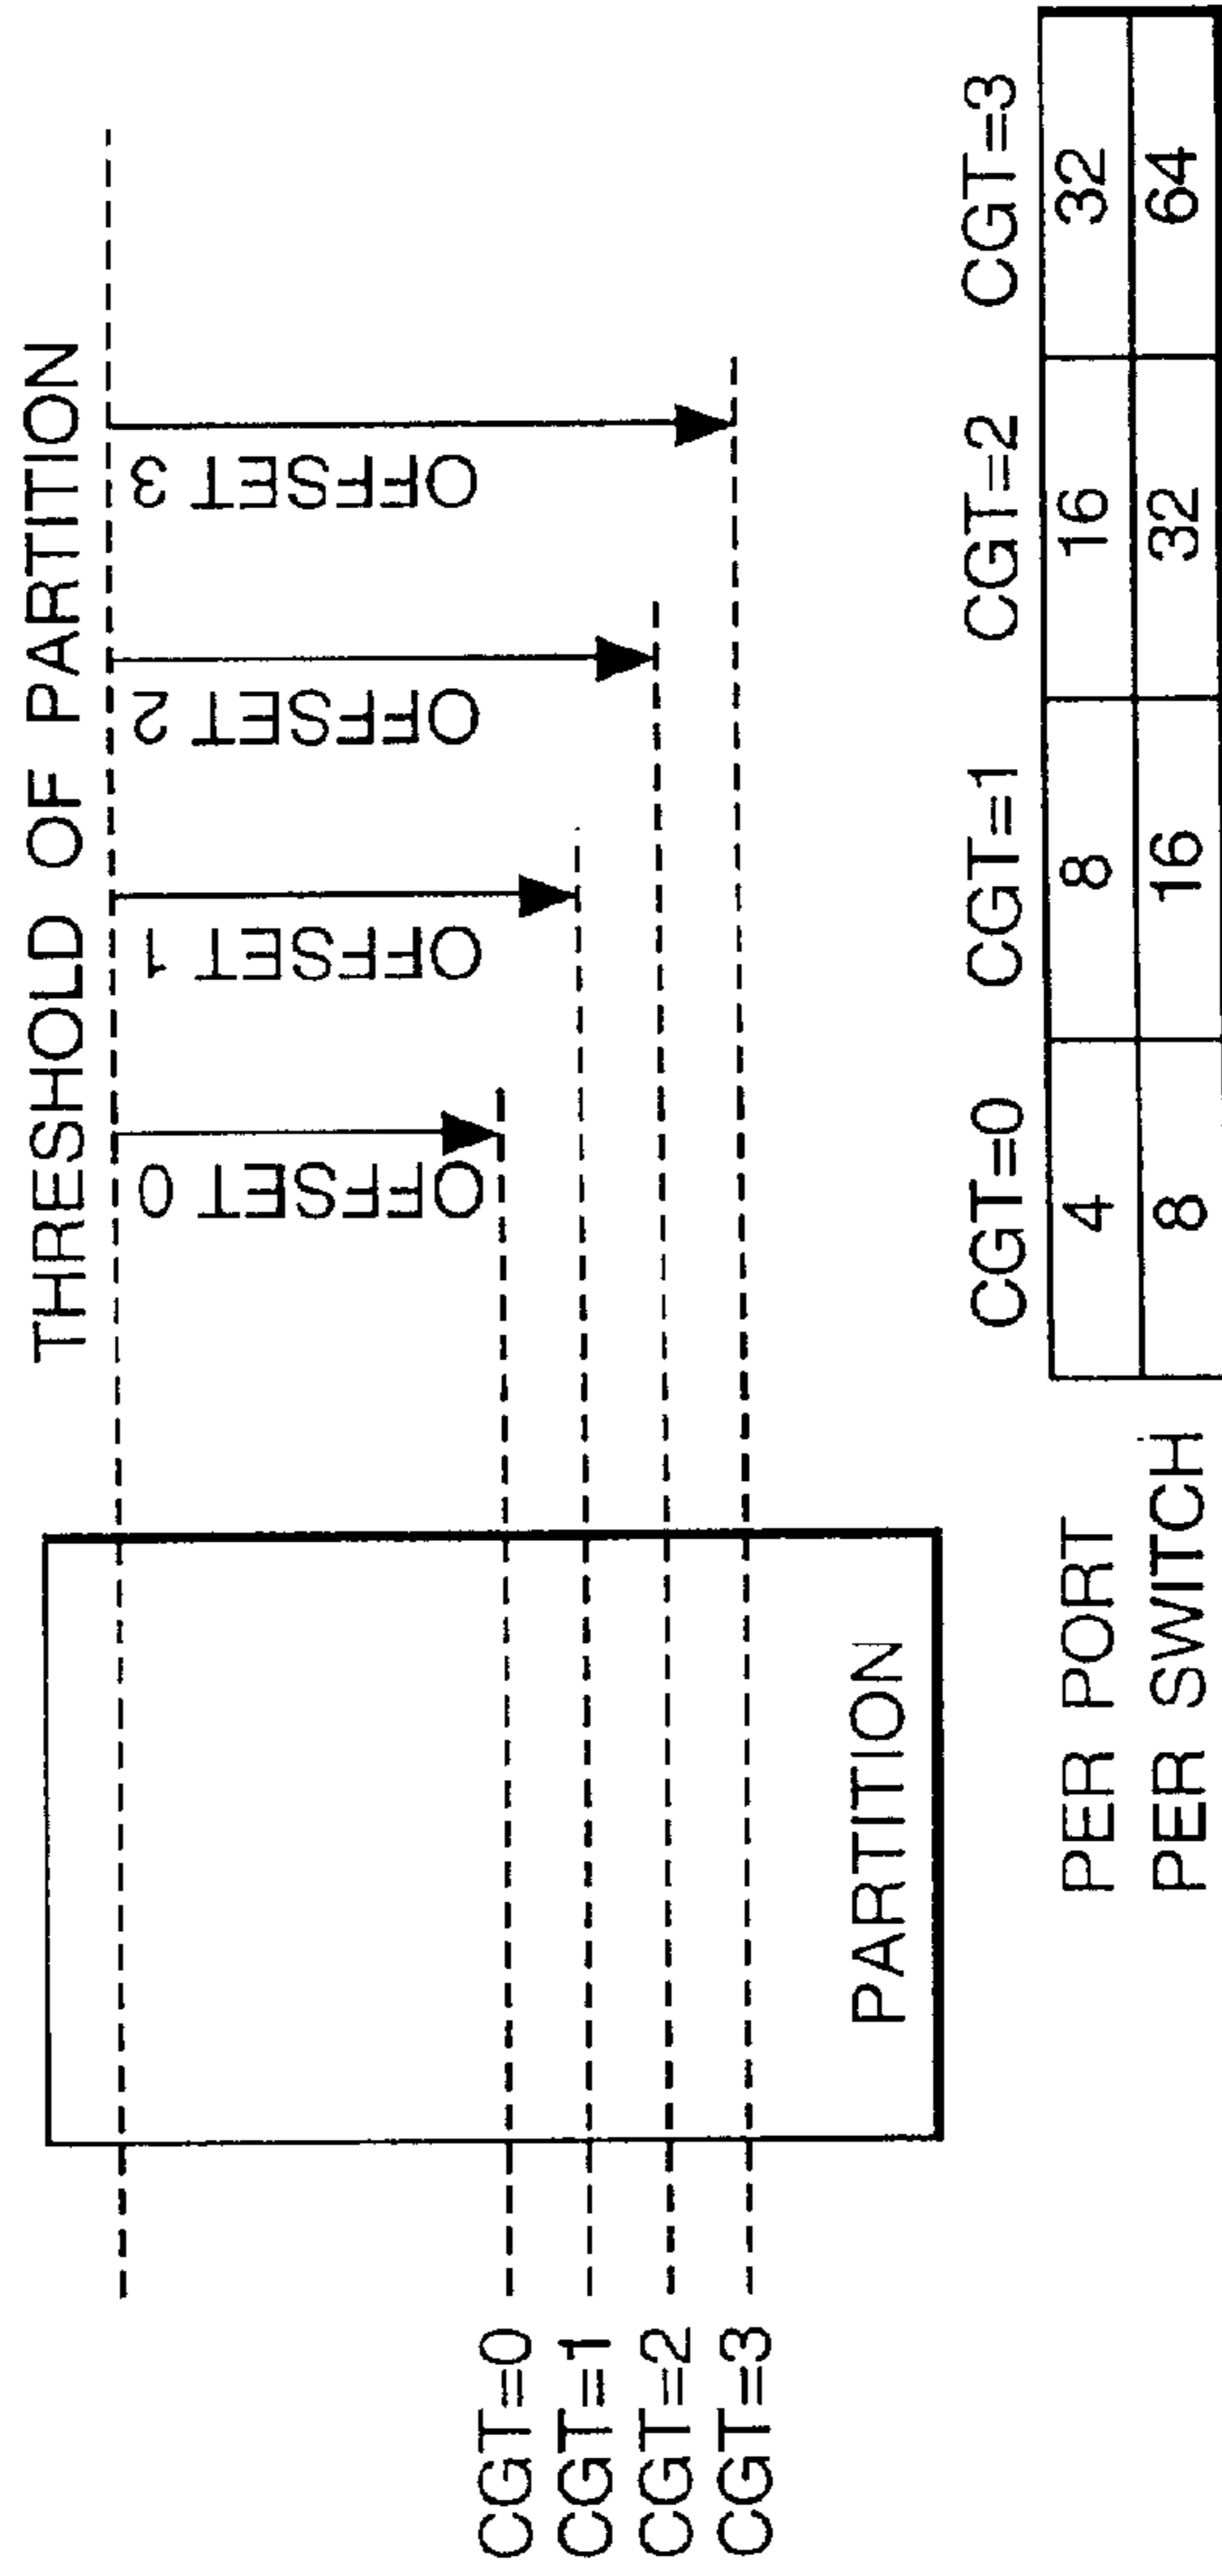 THRESHOLD OF PARTITION
OFFSET 0
OFFSET 1
OFFSET 2
OFFSET 3
CGT=0
CGT=1
CGT=2
CGT=3
PARTITION
CGT=0 CGT=1 CGT=2 CGT=3
PER PORT 4 8 16 32
PER SWITCH 8 16 32 64